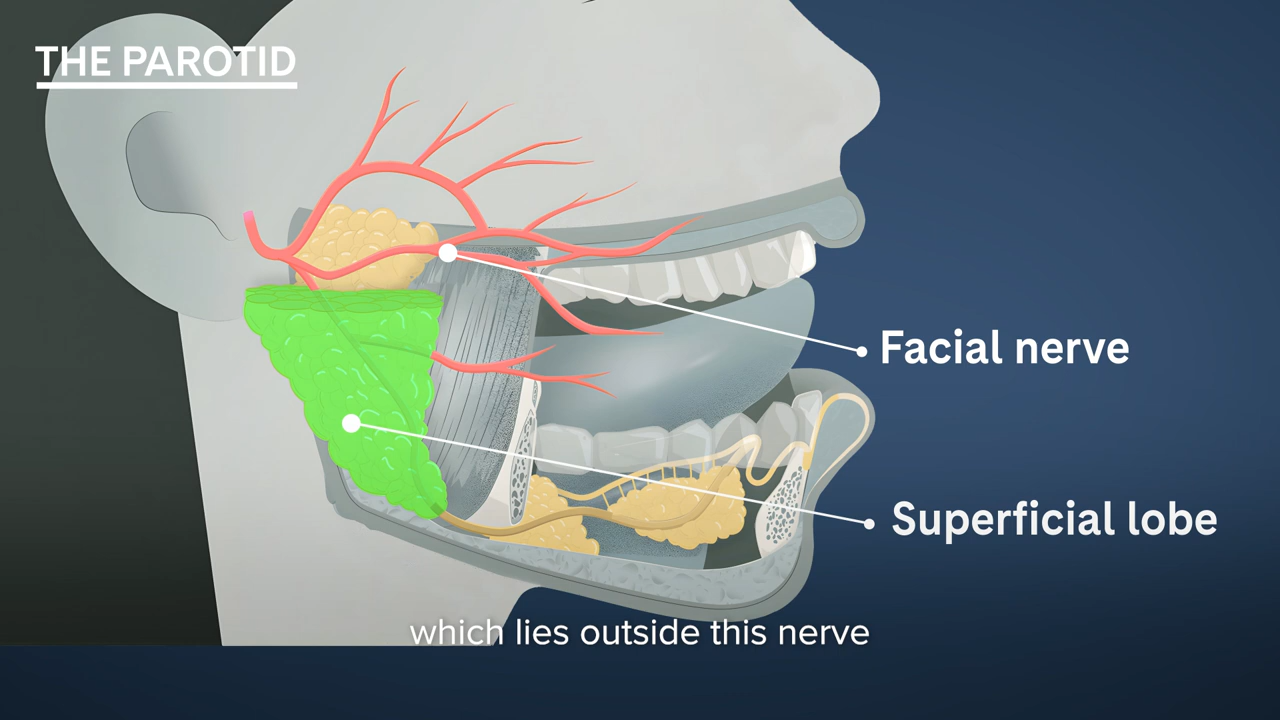 THE PAROTID
Facial nerve
Superficial lobe
which lies outside this nerve